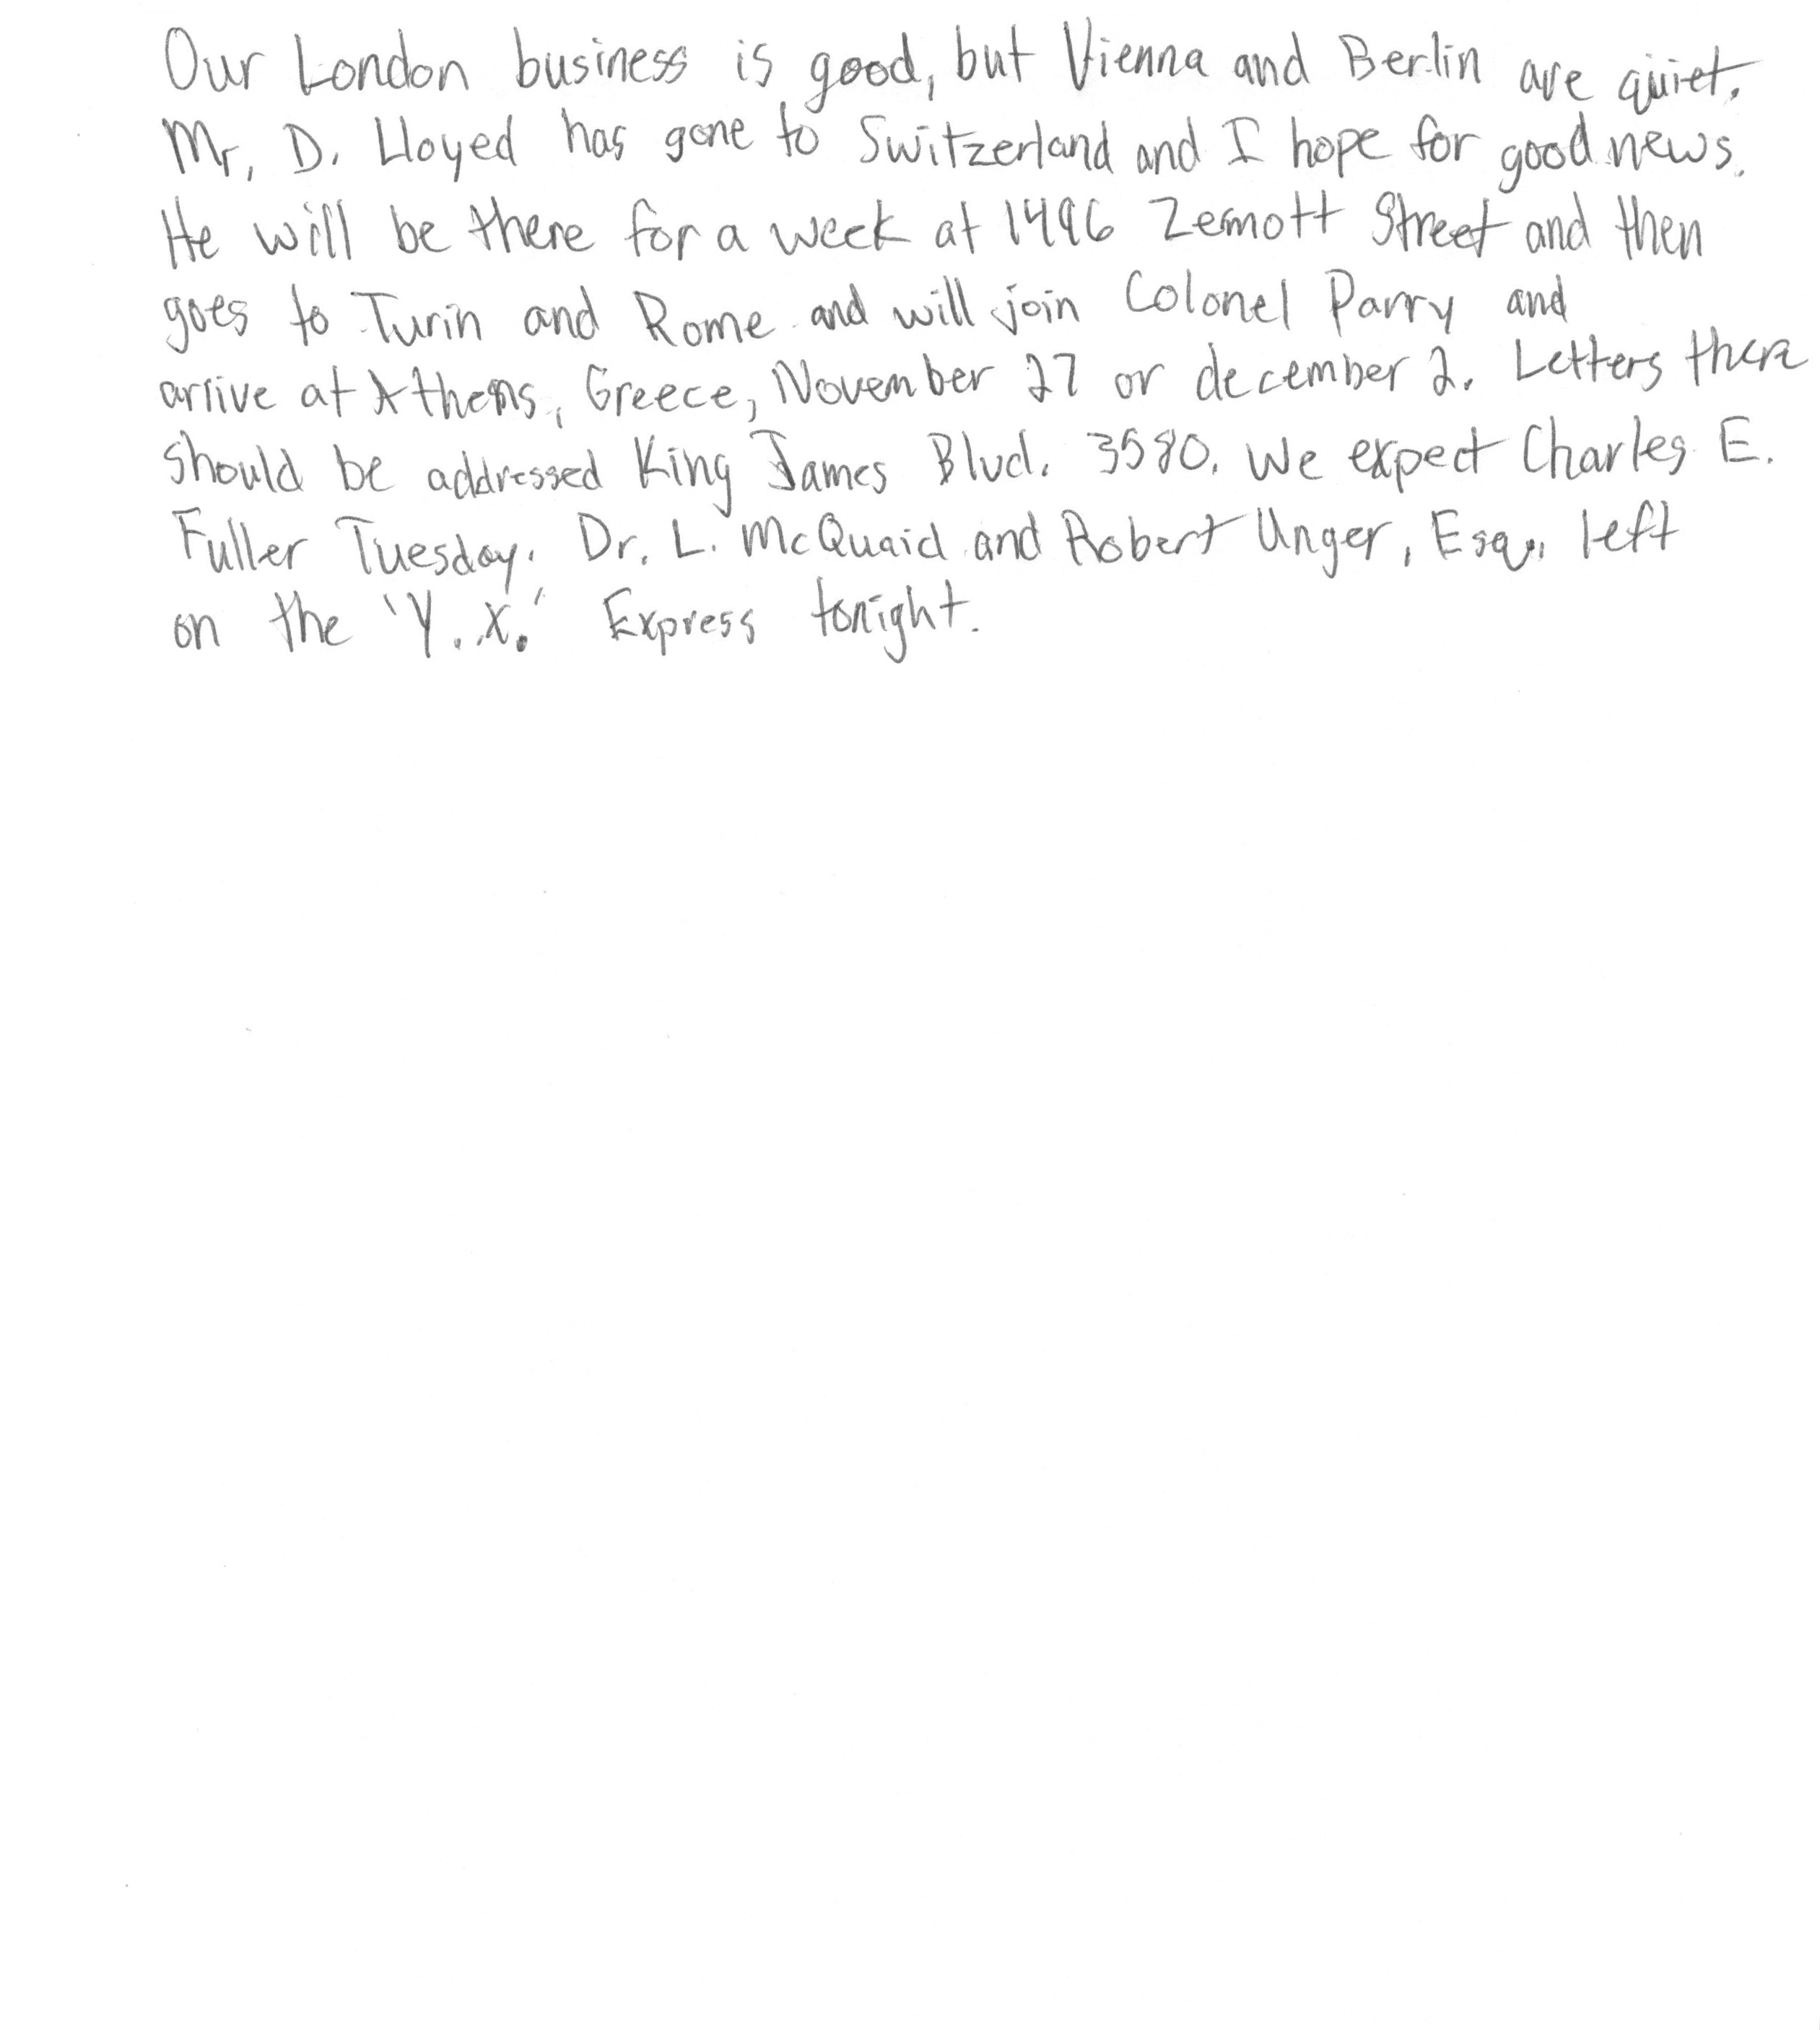 Our London business is good, but Vienna and Berlin are quiet.
Mr. D. Lloyed has gone to Switzerland and I hope for good news.
He will be there for a week at 1496 Zemott Street and then
goes to Turin and Rome and will join Colonel Parry and
arrive at Athens, Greece, November 27 or december 2. Letters there
should be addressed King James Blvd. 3580. We expect Charles E.
Fuller Tuesday. Dr. L. McQuaid and Robert Unger, Esq., left
on the 'Y.X.' Express tonight.